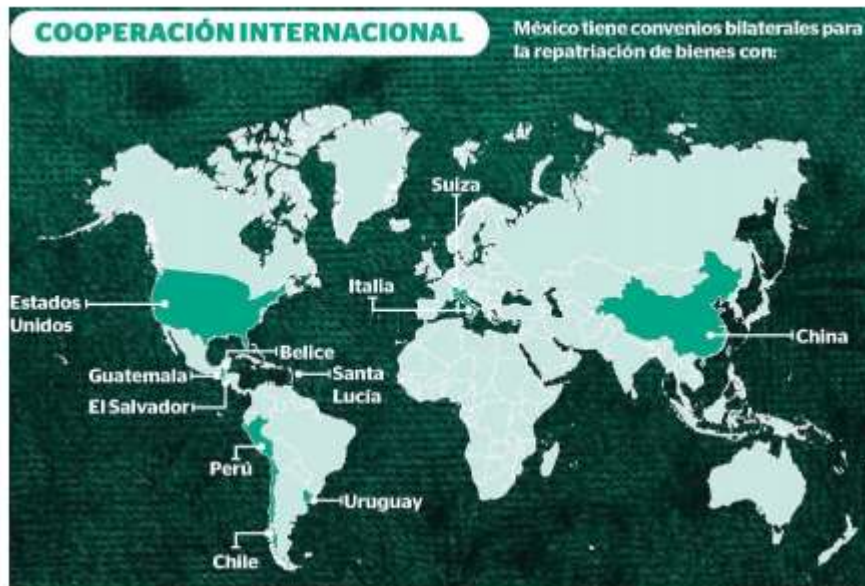 COOPERACIÓN INTERNACIONAL
México tiene convenios bilaterales para
la repatriación de bienes con:
Suiza
Italia
Estados
Unidos
China
Belice
Guatemala
Santa
Lucía
El Salvador
Perú
Uruguay
Chile